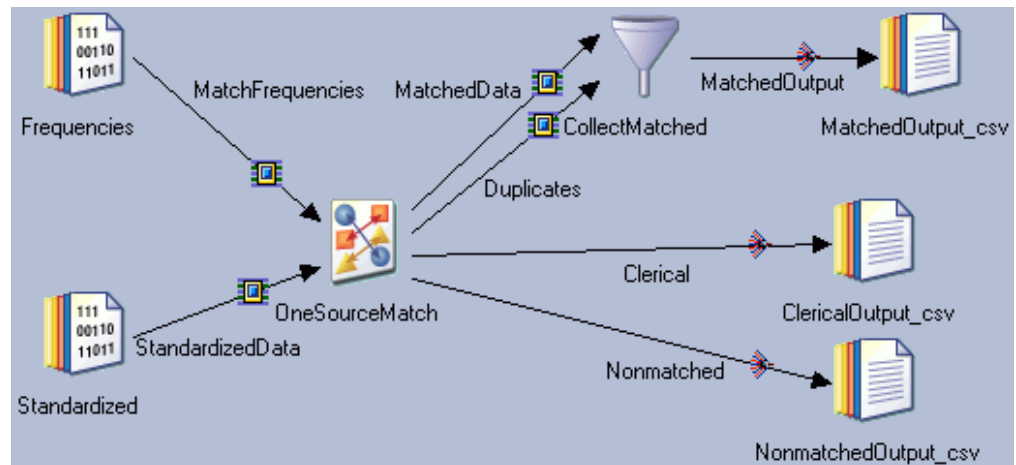 111
00110
11011
Frequencies
MatchFrequencies
MatchedData
CollectMatched
MatchedOutput
MatchedOutput_csv
Duplicates
OneSourceMatch
Clerical
ClericalOutput_csv
111
00110
11011
StandardizedData
Standardized
Nonmatched
NonmatchedOutput_csv